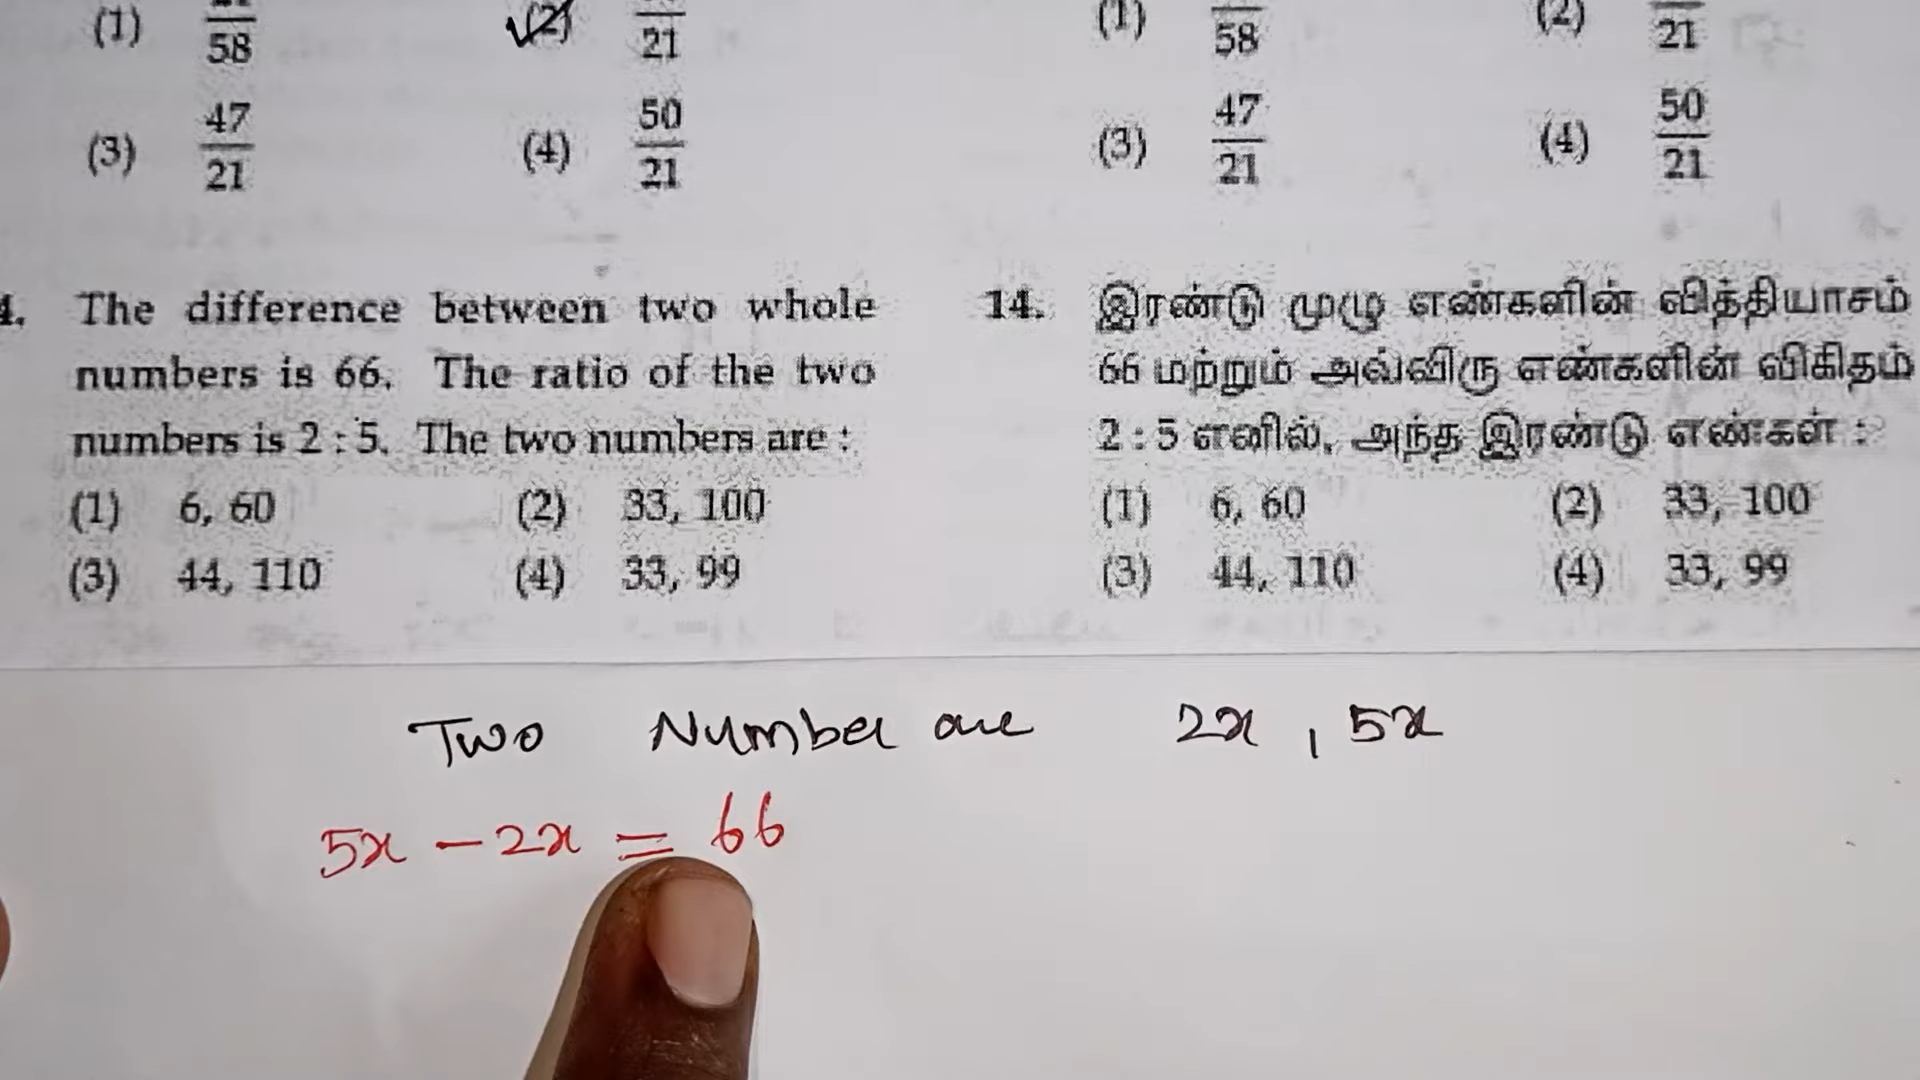 (1) 58 (2) 21
(3) 47/21 (4) 50/21
4. The difference between two whole
numbers is 66. The ratio of the two
numbers is 2 : 5. The two numbers are :
(1) 6, 60 (2) 33, 100
(3) 44, 110 (4) 33, 99
(1) 58 (2) 21
(3) 47/21 (4) 50/21
14. இரண்டு முழு எண்களின் வித்தியாசம்
66 மற்றும் அவ்விரு எண்களின் விகிதம்
2 : 5 எனில், அந்த இரண்டு எண்கள் :
(1) 6, 60 (2) 33, 100
(3) 44, 110 (4) 33, 99
Two Number are 2x , 5x
5x - 2x = 66